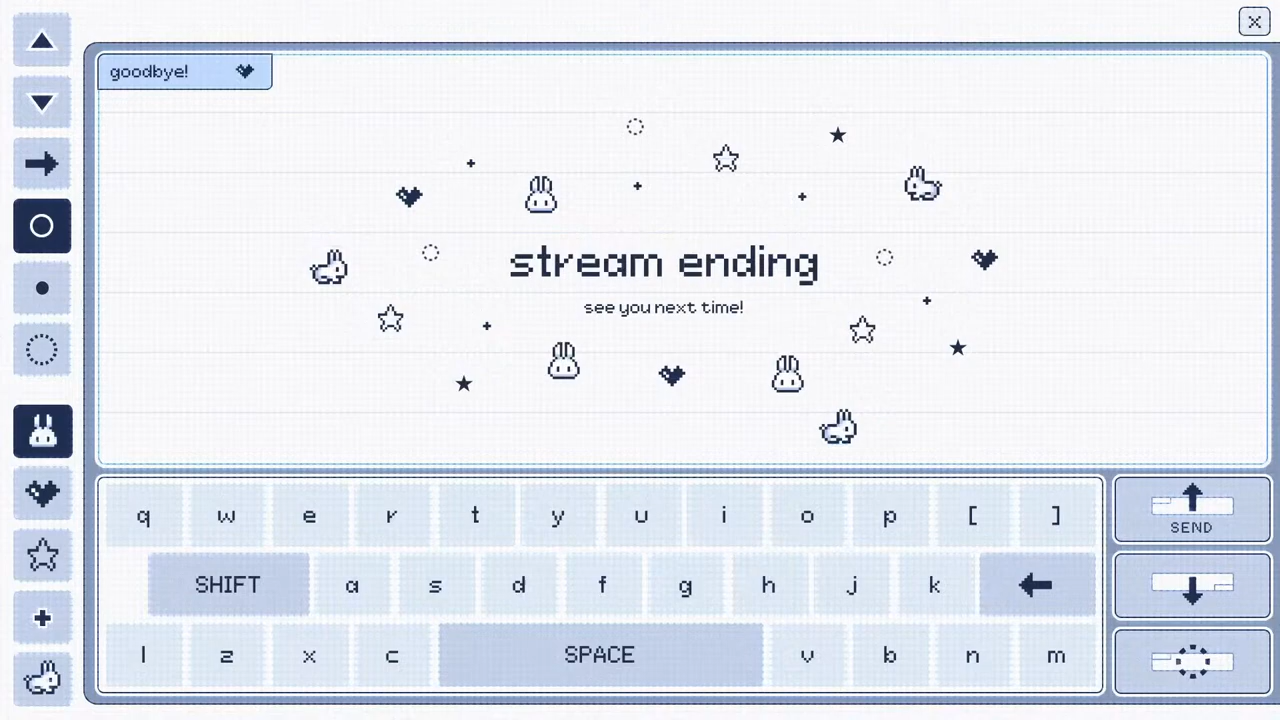 goodbye!
stream ending
see you next time!
q w e r t y u i o p [ ]
SEND
SHIFT a s d f g h j k
l z x c SPACE v b n m